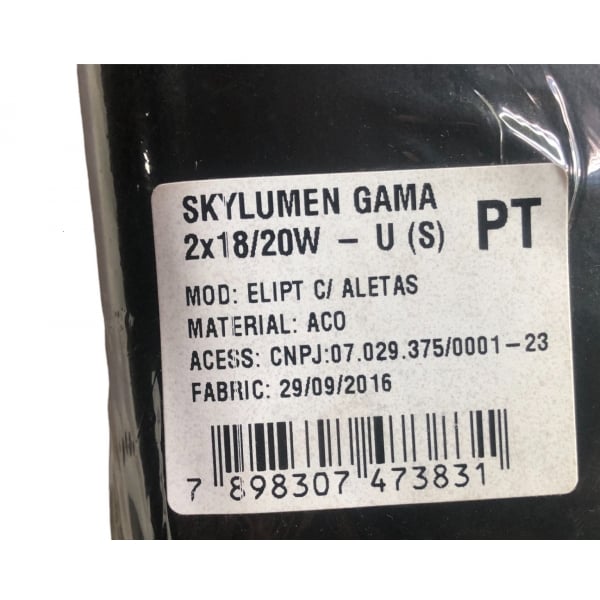 SKYLUMEN GAMA
2x18/20W - U (S) PT
MOD: ELIPT C/ ALETAS
MATERIAL: ACO
ACESS: CNPJ:07.029.375/0001-23
FABRIC: 29/09/2016
7 898307 473831